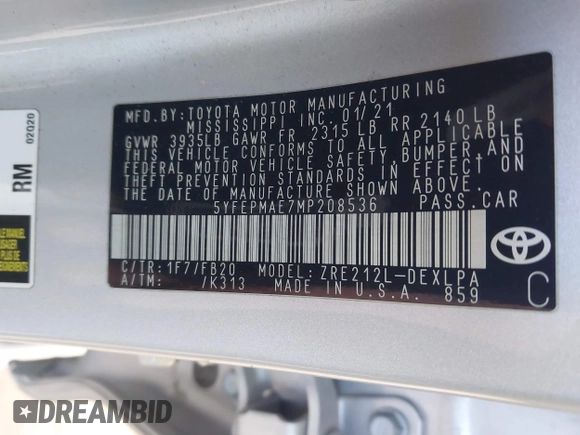 MFD.BY:TOYOTA MOTOR MANUFACTURING
MISSISSIPPI INC. 01/21
GVWR 3935LB GAWR FR 2315 LB RR 2140 LB
THIS VEHICLE CONFORMS TO ALL APPLICABLE
FEDERAL MOTOR VEHICLE SAFETY, BUMPER, AND
THEFT PREVENTION STANDARDS IN EFFECT ON
THE DATE OF MANUFACTURE SHOWN ABOVE.
5YFEPMAE7MP208536 PASS.CAR
C/TR:1F7/FB20 MODEL:ZRE212L-DEXLPA
A/TM: /K313 MADE IN U.S.A. 859
C
RM
02020
DREAMBID